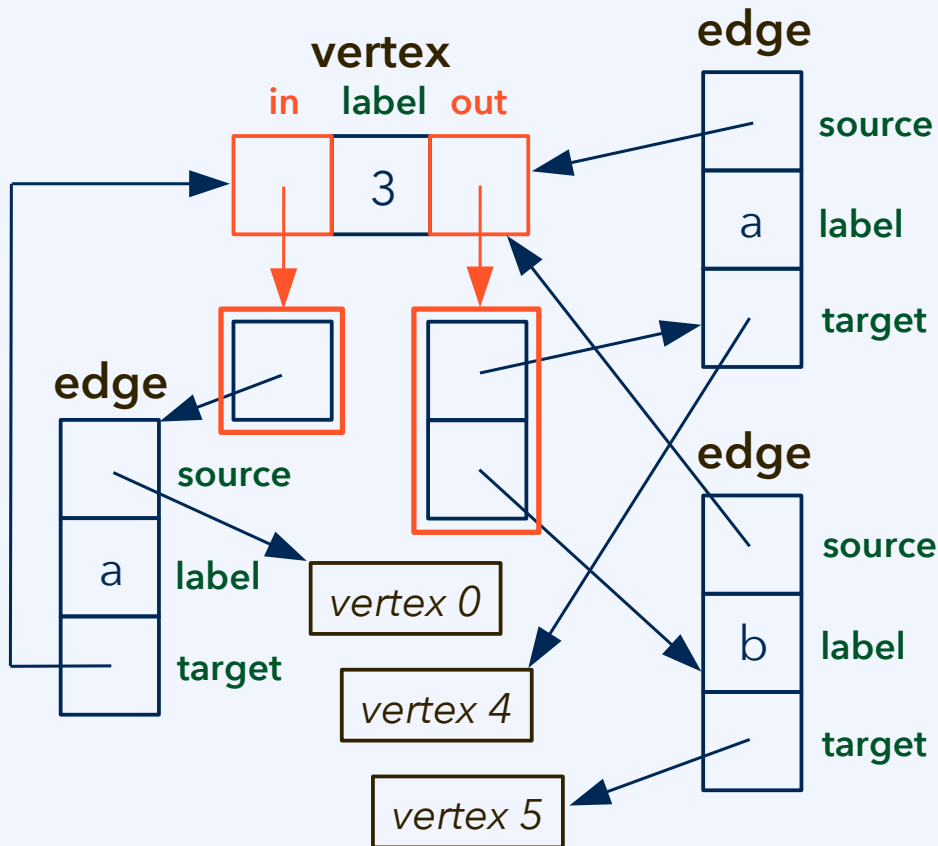 vertex
in label out
3
edge
source
a
label
target
edge
source
a
label
target
vertex 0
vertex 4
vertex 5
edge
source
b
label
target